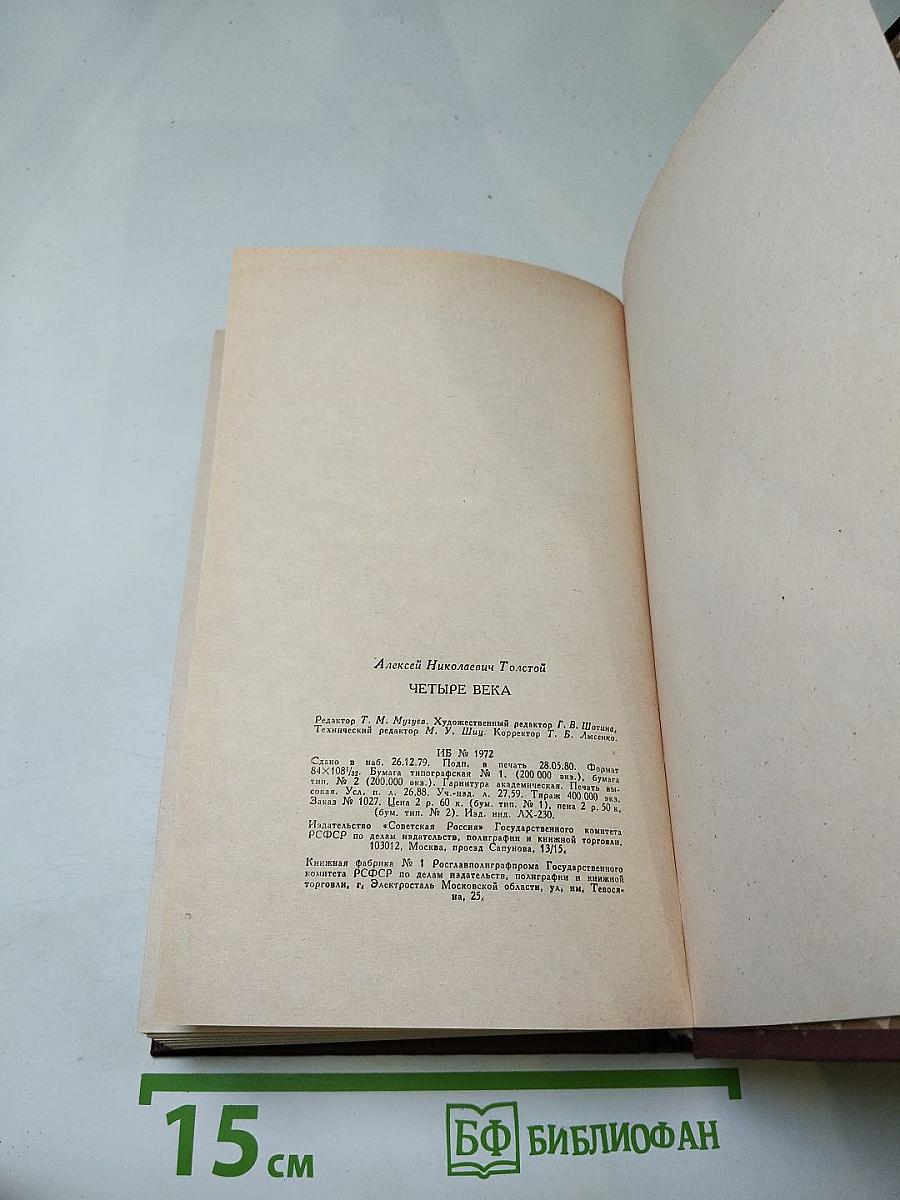 Алексей Николаевич Толстой
ЧЕТЫРЕ ВЕКА
Редактор Т. М. Мугуев. Художественный редактор Г. В. Шотина.
Технический редактор М. У. Шиц. Корректор Т. Б. Лысенко.
ИБ № 1972
Сдано в наб. 26.12.79. Подп. в печать 28.05.80. Формат
84×108 1/32. Бумага типографская № 1. (200 000 экз.), бумага
тип. № 2 (200.000 экз.). Гарнитура академическая. Печать вы-
сокая. Усл. п. л. 26,88. Уч.-изд. л. 27,59. Тираж 400 000 экз.
Заказ № 1027. Цена 2 р. 60 к. (бум. тип. № 1), цена 2 р. 50 к.
(бум. тип. № 2). Изд. инд. ЛХ-230.
Издательство «Советская Россия» Государственного комитета
РСФСР по делам издательств, полиграфии и книжной торговли.
103012, Москва, проезд Сапунова, 13/15.
Книжная фабрика № 1 Росглавполиграфпрома Государственного
комитета РСФСР по делам издательств, полиграфии и книжной
торговли, г. Электросталь Московской области, ул. им. Тевося-
на, 25.
15 см
БФ БИБЛИОФАН